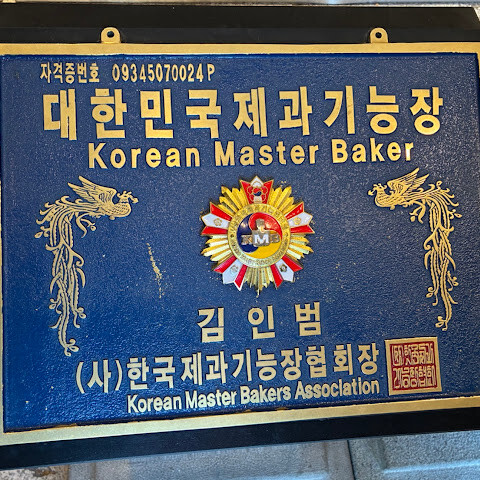 자격증번호 09345070024P
대한민국제과기능장
Korean Master Baker
김인범
(사)한국제과기능장협회장
Korean Master Bakers Association